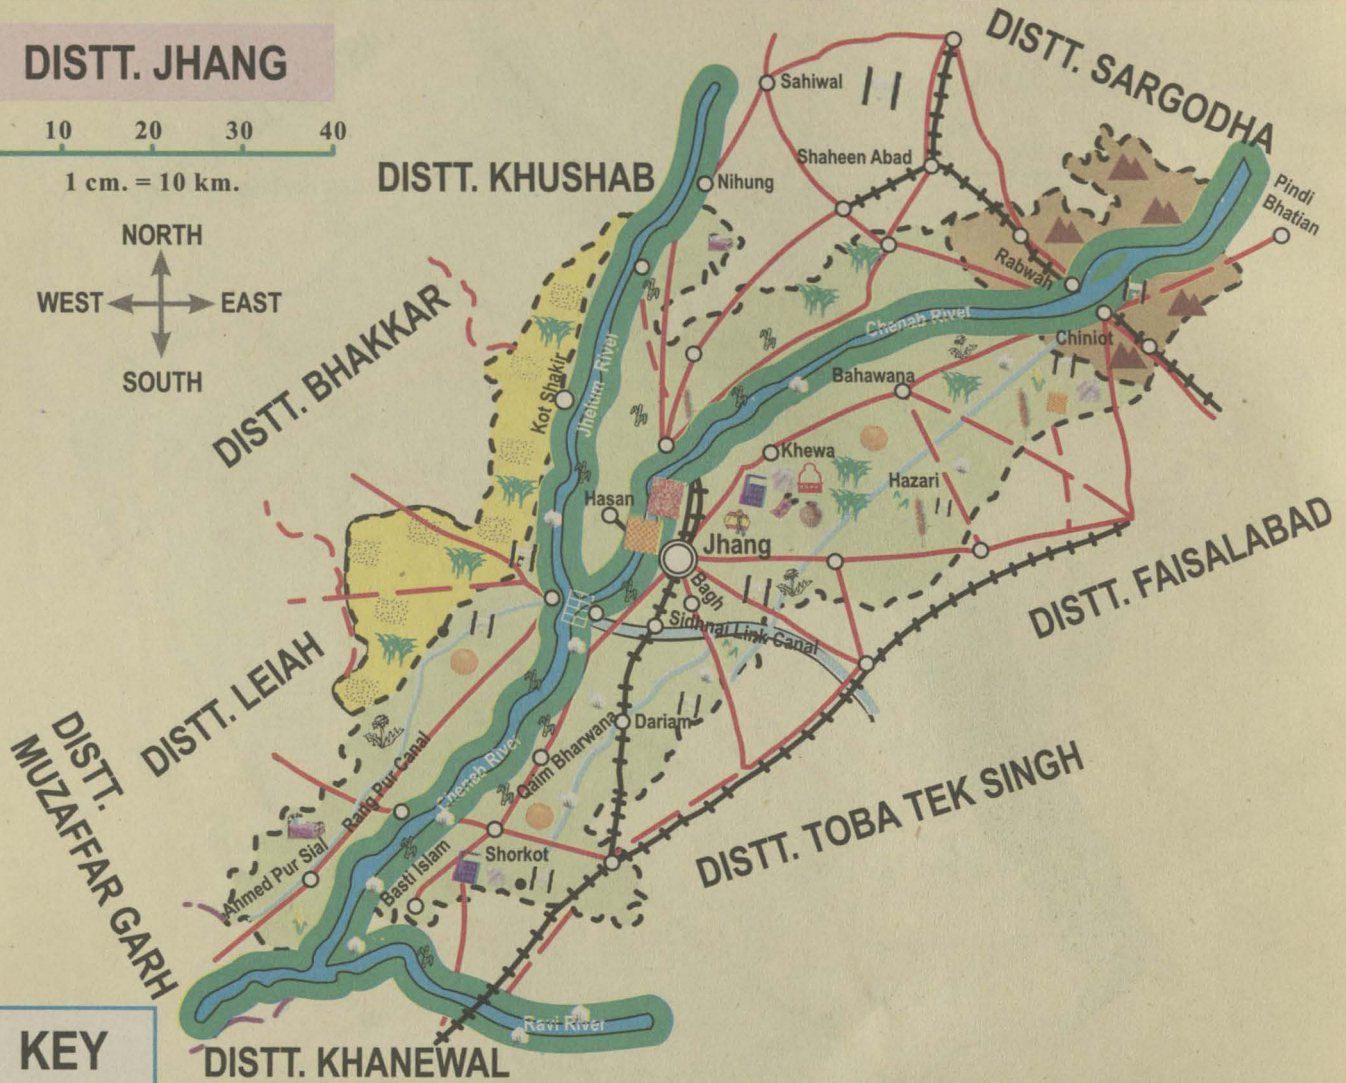 DISTT. JHANG
10 20 30 40
1 cm. = 10 km.
NORTH
WEST
EAST
SOUTH
DISTT. KHUSHAB
DISTT. SARGODHA
DISTT. BHAKKAR
DISTT. LEIAH
DISTT.
MUZAFFAR GARH
DISTT. KHANEWAL
DISTT. TOBA TEK SINGH
DISTT. FAISALABAD
Sahiwal
Shaheen Abad
Nihung
Pindi
Bhatian
Rabwah
Chenab River
Chiniot
Bahawana
Kot Shakir
Jhelum River
Khewa
Hazari
Hasan
Jhang
Bagh
Sidhnai Link Canal
Dariam
Qaim Bharwana
Chenab River
Rang Pur Canal
Shorkot
Basti Islam
Ahmed Pur Sial
Ravi River
KEY